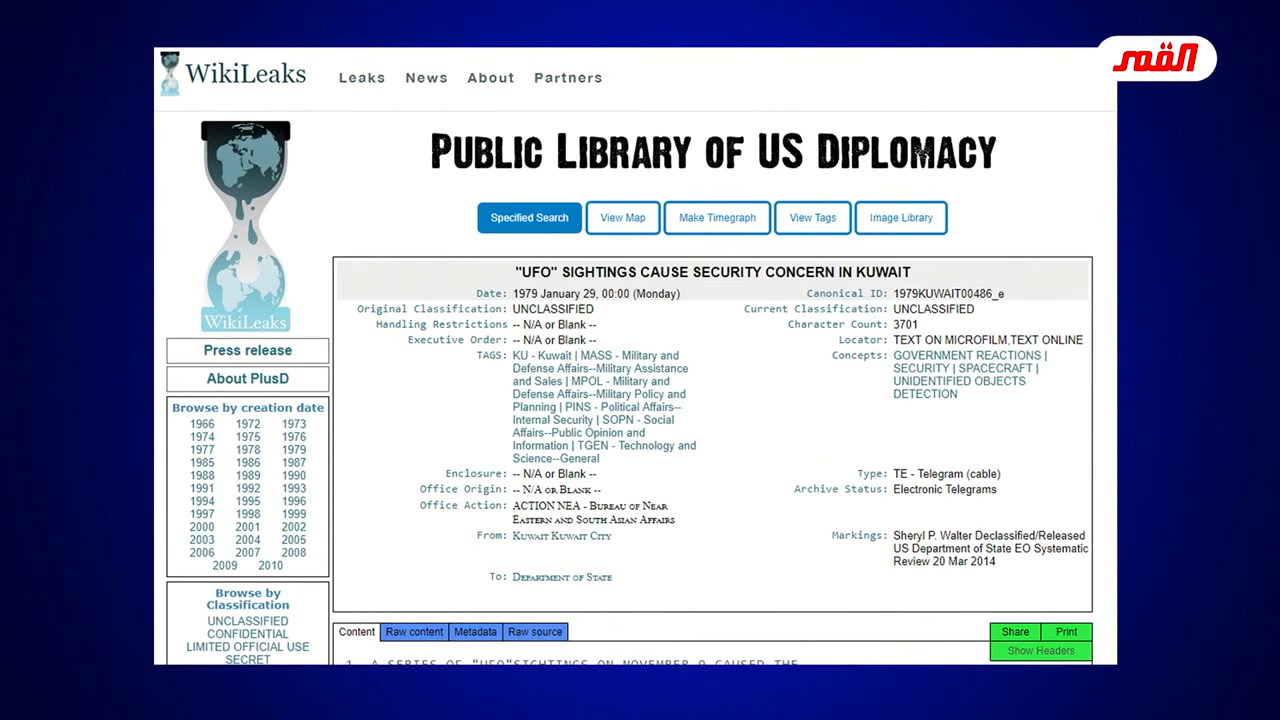 القمر
WikiLeaks
Leaks News About Partners
WikiLeaks
Press release
About PlusD
Browse by creation date
1966 1972 1973
1974 1975 1976
1977 1978 1979
1985 1986 1987
1988 1989 1990
1991 1992 1993
1994 1995 1996
1997 1998 1999
2000 2001 2002
2003 2004 2005
2006 2007 2008
2009 2010
Browse by
Classification
UNCLASSIFIED
CONFIDENTIAL
LIMITED OFFICIAL USE
SECRET
PUBLIC LIBRARY OF US DIPLOMACY
Specified Search View Map Make Timegraph View Tags Image Library
"UFO" SIGHTINGS CAUSE SECURITY CONCERN IN KUWAIT
Date: 1979 January 29, 00:00 (Monday)
Original Classification: UNCLASSIFIED
Handling Restrictions -- N/A or Blank --
Executive Order: -- N/A or Blank --
TAGS: KU - Kuwait | MASS - Military and
Defense Affairs--Military Assistance
and Sales | MPOL - Military and
Defense Affairs--Military Policy and
Planning | PINS - Political Affairs--
Internal Security | SOPN - Social
Affairs--Public Opinion and
Information | TGEN - Technology and
Science--General
Enclosure: -- N/A or Blank --
Office Origin: -- N/A OR BLANK --
Office Action: ACTION NEA - BUREAU OF NEAR
EASTERN AND SOUTH ASIAN AFFAIRS
From: KUWAIT KUWAIT CITY
To: DEPARTMENT OF STATE
Canonical ID: 1979KUWAIT00486_e
Current Classification: UNCLASSIFIED
Character Count: 3701
Locator: TEXT ON MICROFILM,TEXT ONLINE
Concepts: GOVERNMENT REACTIONS |
SECURITY | SPACECRAFT |
UNIDENTIFIED OBJECTS
DETECTION
Type: TE - Telegram (cable)
Archive Status: Electronic Telegrams
Markings: Sheryl P. Walter Declassified/Released
US Department of State EO Systematic
Review 20 Mar 2014
Content Raw content Metadata Raw source
Share Print
Show Headers
1. A SERIES OF "UFO"SIGHTINGS ON NOVEMBER 9 CAUSED THE